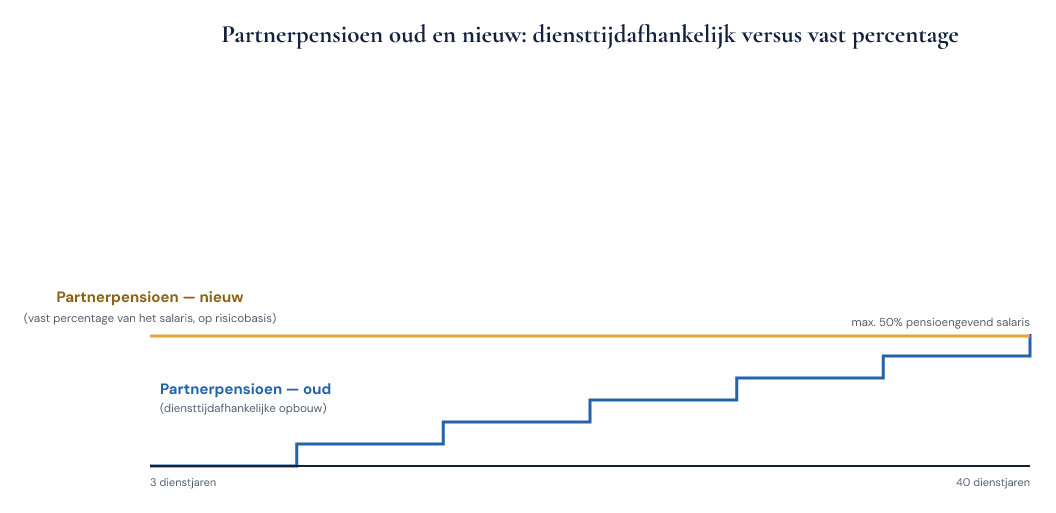 Partnerpensioen oud en nieuw: diensttijdafhankelijk versus vast percentage
Partnerpensioen — nieuw
(vast percentage van het salaris, op risicobasis)
max. 50% pensioengevend salaris
Partnerpensioen — oud
(diensttijdafhankelijke opbouw)
3 dienstjaren
40 dienstjaren